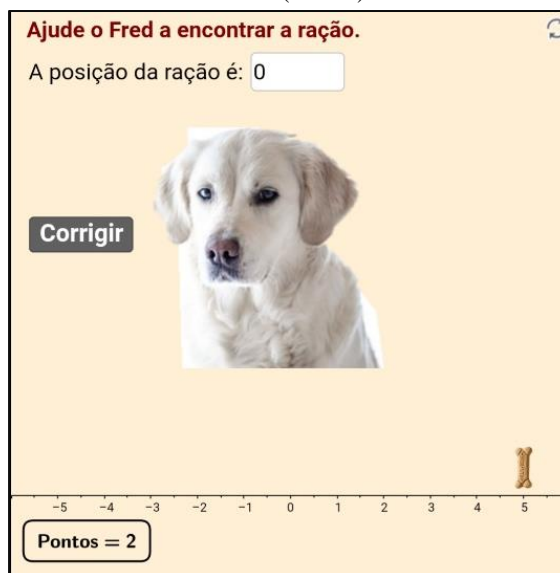 Ajude o Fred a encontrar a ração.
A posição da ração é: 0
Corrigir
-5 -4 -3 -2 -1 0 1 2 3 4 5
Pontos = 2